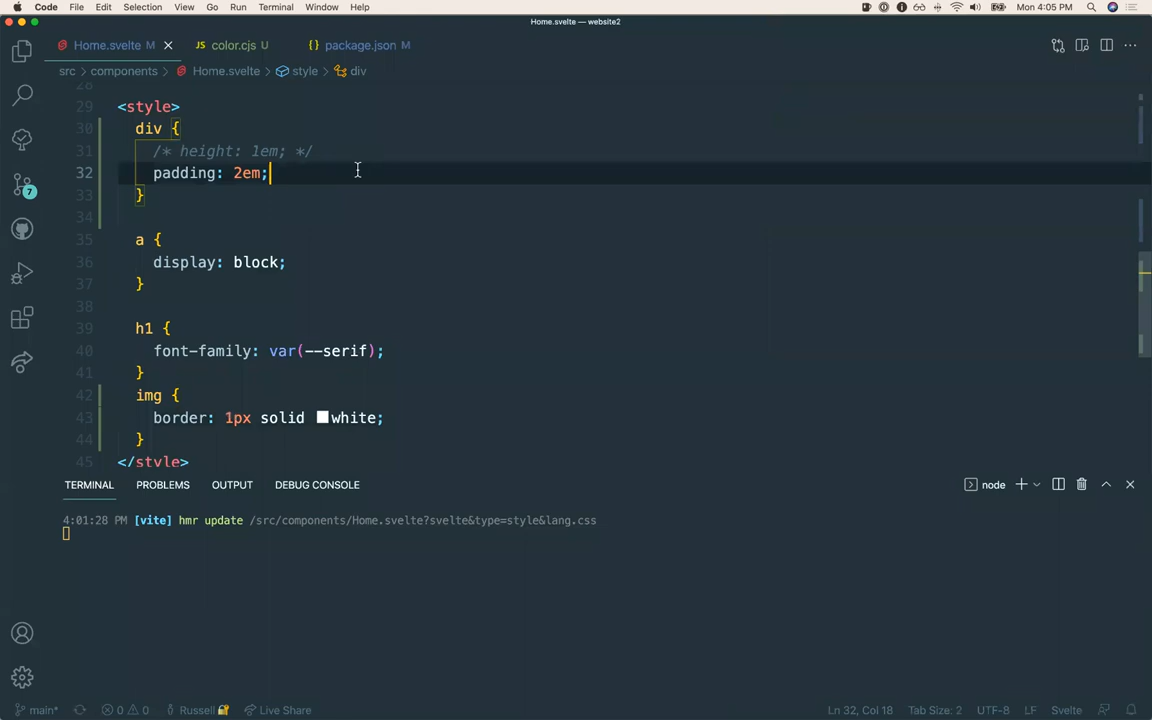 Code File Edit Selection View Go Run Terminal Window Help Mon 4:05 PM
Home.svelte — website2
Home.svelte M JS color.cjs U {} package.json M
src > components > Home.svelte > style > div
28
29 <style>
30 div {
31 /* height: 1em; */
32 padding: 2em;
33 }
34
35 a {
36 display: block;
37 }
38
39 h1 {
40 font-family: var(--serif);
41 }
42 img {
43 border: 1px solid white;
44 }
45 </style>
7
TERMINAL PROBLEMS OUTPUT DEBUG CONSOLE node
4:01:28 PM [vite] hmr update /src/components/Home.svelte?svelte&type=style&lang.css
main* 0 0 Russell Live Share Ln 32, Col 18 Tab Size: 2 UTF-8 LF Svelte